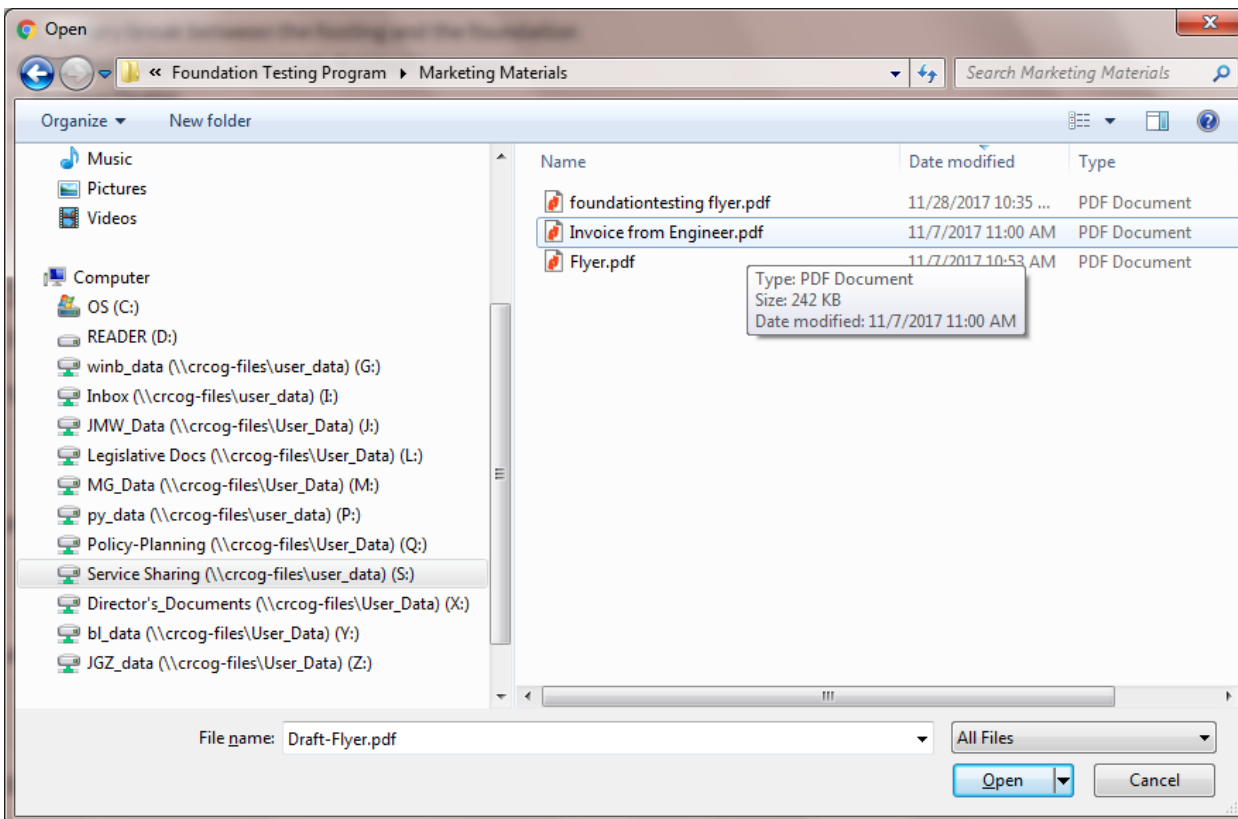 Open
« Foundation Testing Program Marketing Materials Search Marketing Materials
Organize New folder
Name Date modified Type
Music
Pictures
Videos
Computer
OS (C:)
READER (D:)
winb_data (\\crcog-files\user_data) (G:)
Inbox (\\crcog-files\user_data) (I:)
JMW_Data (\\crcog-files\User_Data) (J:)
Legislative Docs (\\crcog-files\User_Data) (L:)
MG_Data (\\crcog-files\User_Data) (M:)
py_data (\\crcog-files\user_data) (P:)
Policy-Planning (\\crcog-files\User_Data) (Q:)
Service Sharing (\\crcog-files\user_data) (S:)
Director's_Documents (\\crcog-files\User_Data) (X:)
bl_data (\\crcog-files\User_Data) (Y:)
JGZ_data (\\crcog-files\User_Data) (Z:)
foundationtesting flyer.pdf 11/28/2017 10:35 ... PDF Document
Invoice from Engineer.pdf 11/7/2017 11:00 AM PDF Document
Flyer.pdf 11/7/2017 10:53 AM PDF Document
Type: PDF Document
Size: 242 KB
Date modified: 11/7/2017 11:00 AM
File name: Draft-Flyer.pdf All Files
Open Cancel